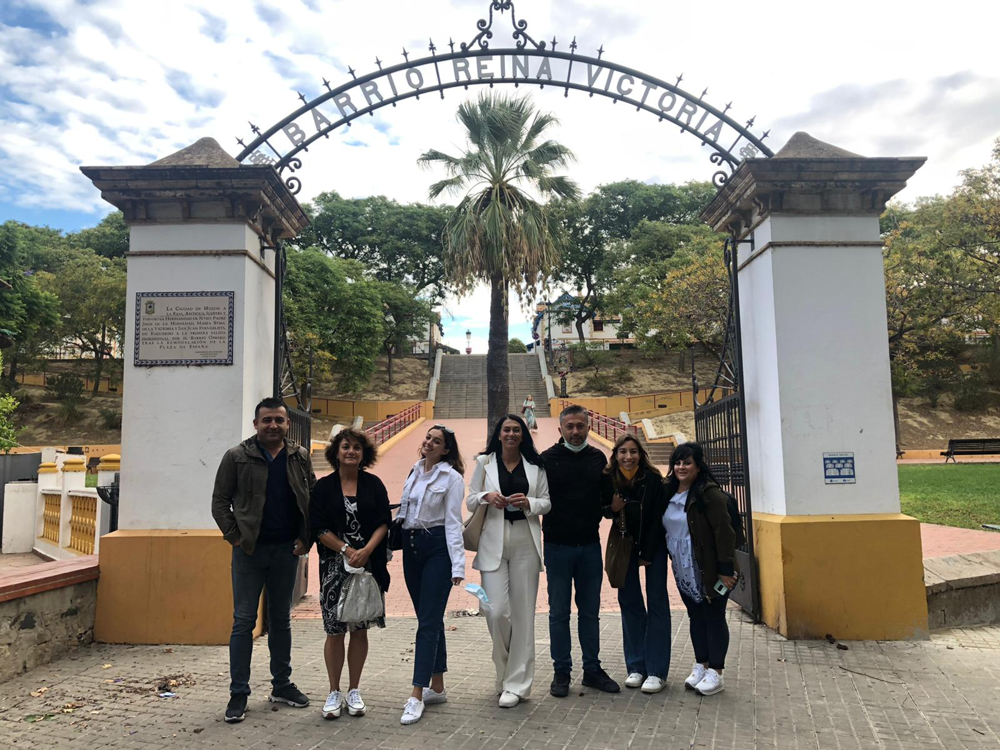 BARRIO REINA VICTORIA
LA CIUDAD DE HUELVA A
LA REAL, ANTIGUA, ILUSTRE Y
FERVOROSA HERMANDAD DE NTRO PADRE
JESÚS DE LA HUMILDAD, MARÍA STMA.
DE LA VICTORIA Y SAN JUAN EVANGELISTA,
EN RECUERDO A LA PRIMERA SALIDA
PROCESIONAL POR EL BARRIO OBRERO
TRAS LA REMODELACIÓN DE LA
PLAZA DE ESPAÑA
BARRIO INGLÉS